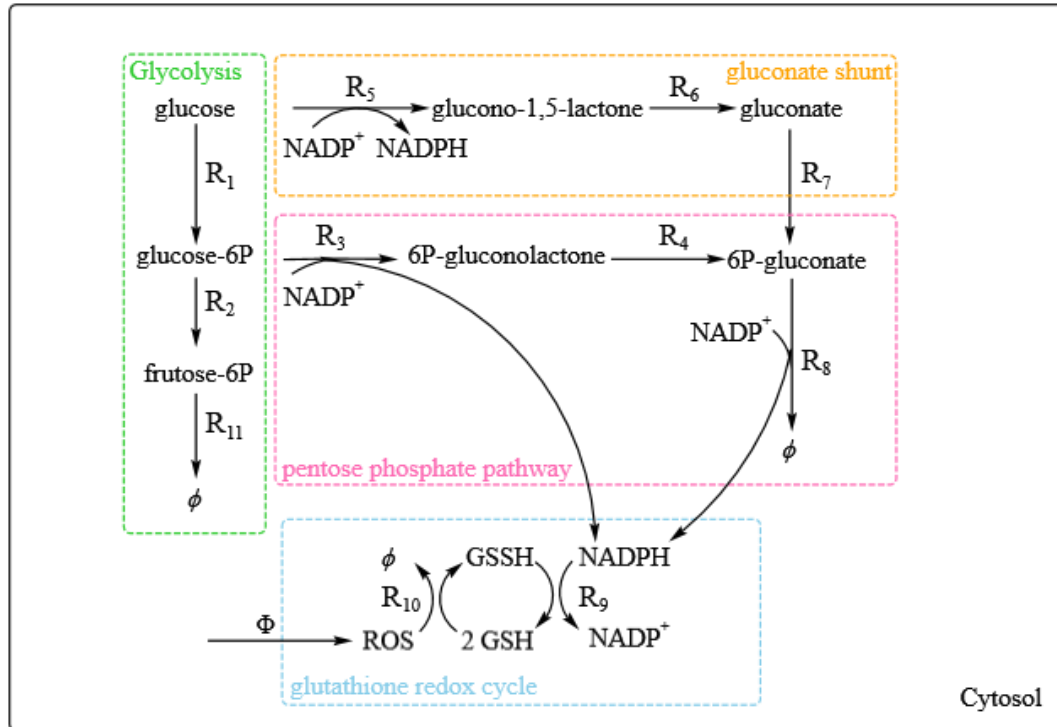 Glycolysis
glucose
R1
glucose-6P
R2
frutose-6P
R11
ϕ
gluconate shunt
R5
glucono-1,5-lactone
R6
gluconate
NADP+ NADPH
R7
R3
6P-gluconolactone
R4
6P-gluconate
NADP+
NADP+
R8
ϕ
pentose phosphate pathway
ϕ
GSSH
NADPH
R10
R9
Φ
ROS
2 GSH
NADP+
glutathione redox cycle
Cytosol